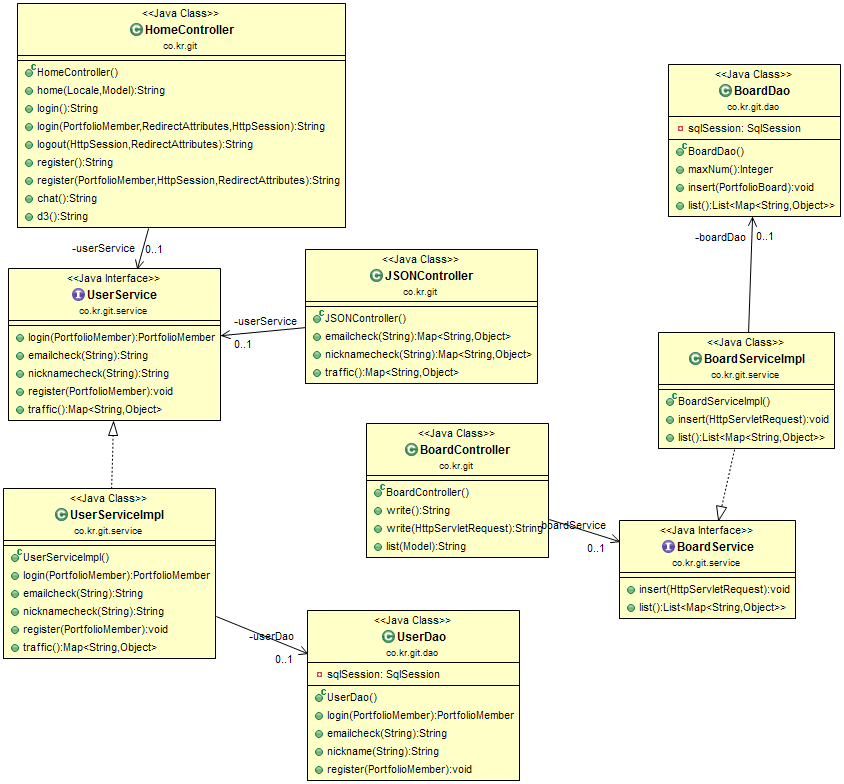 <<Java Class>>
HomeController
co.kr.git
HomeController()
home(Locale,Model):String
login():String
login(PortfolioMember,RedirectAttributes,HttpSession):String
logout(HttpSession,RedirectAttributes):String
register():String
register(PortfolioMember,HttpSession,RedirectAttributes):String
chat():String
d3():String
-userService
0..1
<<Java Interface>>
UserService
co.kr.git.service
login(PortfolioMember):PortfolioMember
emailcheck(String):String
nicknamecheck(String):String
register(PortfolioMember):void
traffic():Map<String,Object>
<<Java Class>>
JSONController
co.kr.git
JSONController()
emailcheck(String):Map<String,Object>
nicknamecheck(String):Map<String,Object>
traffic():Map<String,Object>
-userService
0..1
<<Java Class>>
BoardDao
co.kr.git.dao
sqlSession: SqlSession
BoardDao()
maxNum():Integer
insert(PortfolioBoard):void
list():List<Map<String,Object>>
-boardDao
0..1
<<Java Class>>
BoardServiceImpl
co.kr.git.service
BoardServiceImpl()
insert(HttpServletRequest):void
list():List<Map<String,Object>>
<<Java Class>>
BoardController
co.kr.git
BoardController()
write():String
write(HttpServletRequest):String
list(Model):String
-boardService
0..1
<<Java Interface>>
BoardService
co.kr.git.service
insert(HttpServletRequest):void
list():List<Map<String,Object>>
<<Java Class>>
UserServiceImpl
co.kr.git.service
UserServiceImpl()
login(PortfolioMember):PortfolioMember
emailcheck(String):String
nicknamecheck(String):String
register(PortfolioMember):void
traffic():Map<String,Object>
-userDao
0..1
<<Java Class>>
UserDao
co.kr.git.dao
sqlSession: SqlSession
UserDao()
login(PortfolioMember):PortfolioMember
emailcheck(String):String
nickname(String):String
register(PortfolioMember):void